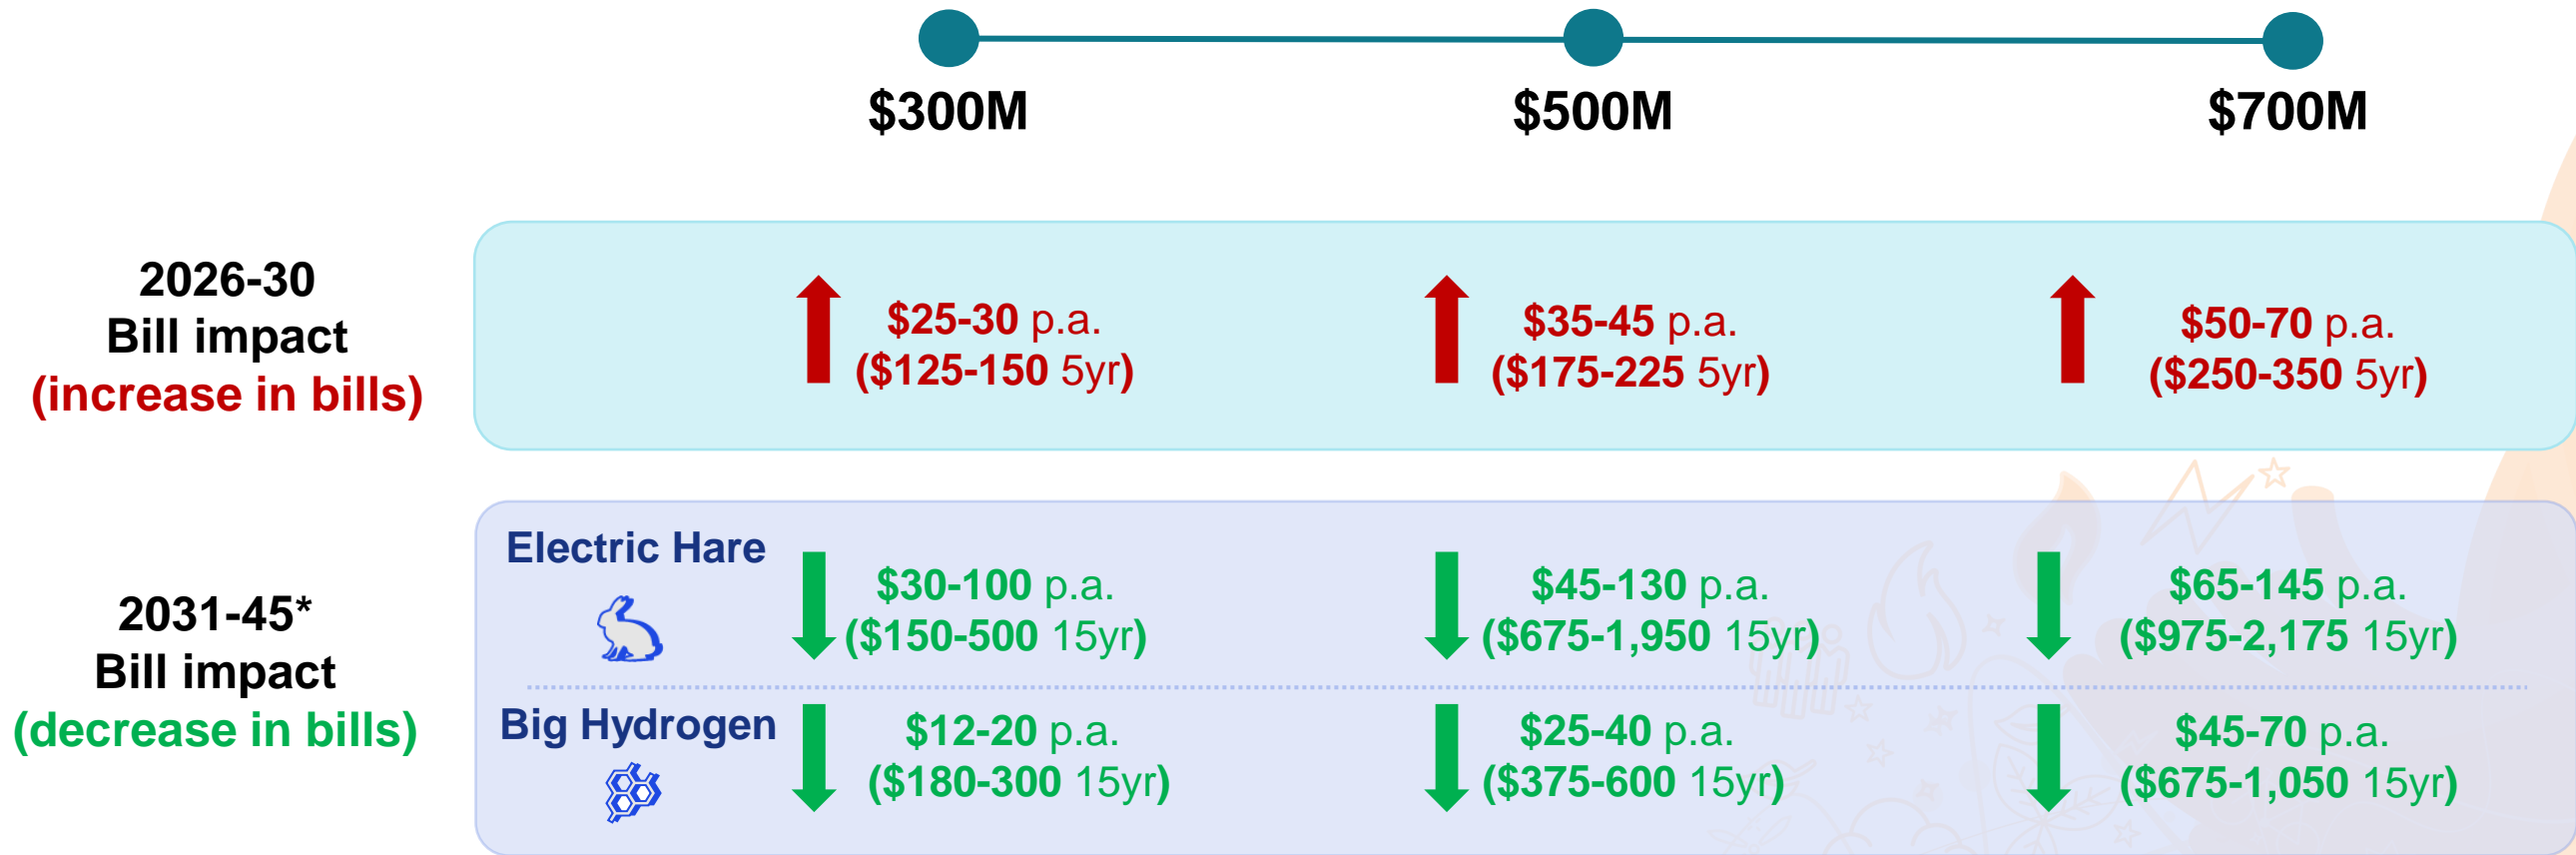 $300M
$500M
$700M
2026-30
Bill impact
(increase in bills)
$25-30 p.a.
($125-150 5yr)
$35-45 p.a.
($175-225 5yr)
$50-70 p.a.
($250-350 5yr)
2031-45*
Bill impact
(decrease in bills)
Electric Hare
$30-100 p.a.
($150-500 15yr)
$45-130 p.a.
($675-1,950 15yr)
$65-145 p.a.
($975-2,175 15yr)
Big Hydrogen
$12-20 p.a.
($180-300 15yr)
$25-40 p.a.
($375-600 15yr)
$45-70 p.a.
($675-1,050 15yr)